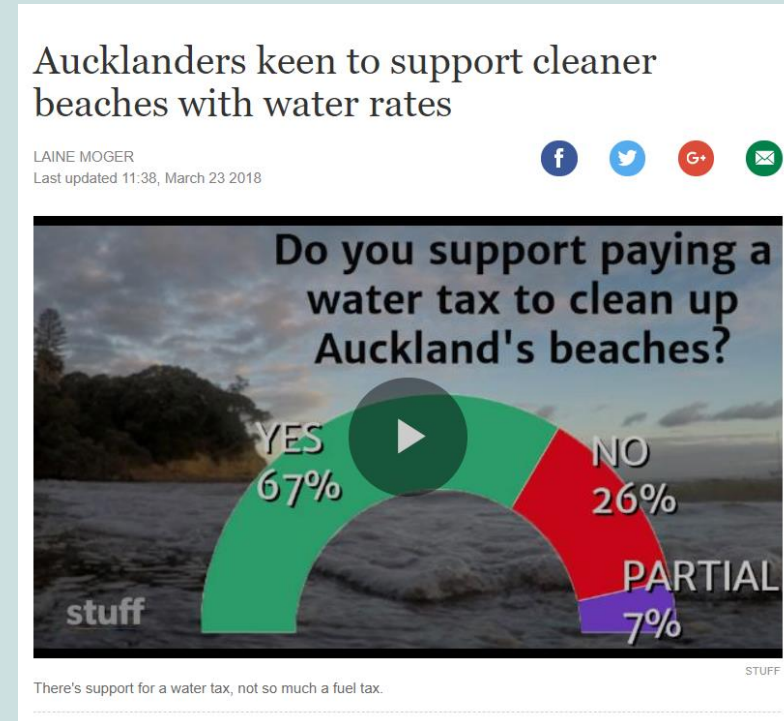 Aucklanders keen to support cleaner
beaches with water rates
LAINE MOGER
Last updated 11:38, March 23 2018
f
G+
Do you support paying a
water tax to clean up
Auckland's beaches?
YES
67%
NO
26%
PARTIAL
7%
stuff
STUFF
There's support for a water tax, not so much a fuel tax.